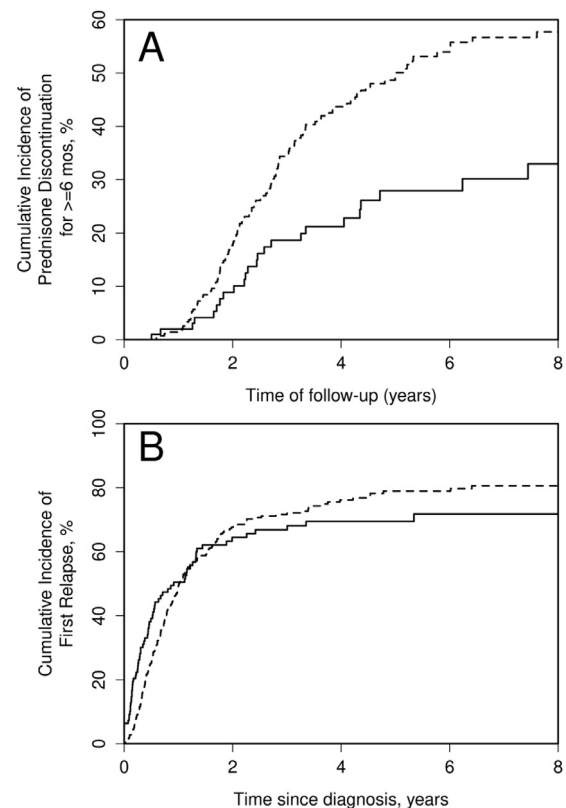 A
Cumulative Incidence of
Prednisone Discontinuation
for >=6 mos, %
60
50
40
30
20
10
0
0 2 4 6 8
Time of follow-up (years)
B
Cumulative Incidence of
First Relapse, %
100
80
60
40
20
0
0 2 4 6 8
Time since diagnosis, years